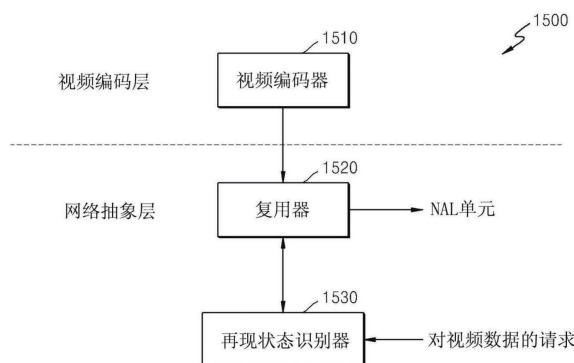 1500
1510
视频编码层
视频编码器
1520
网络抽象层
复用器
NAL单元
1530
再现状态识别器
对视频数据的请求